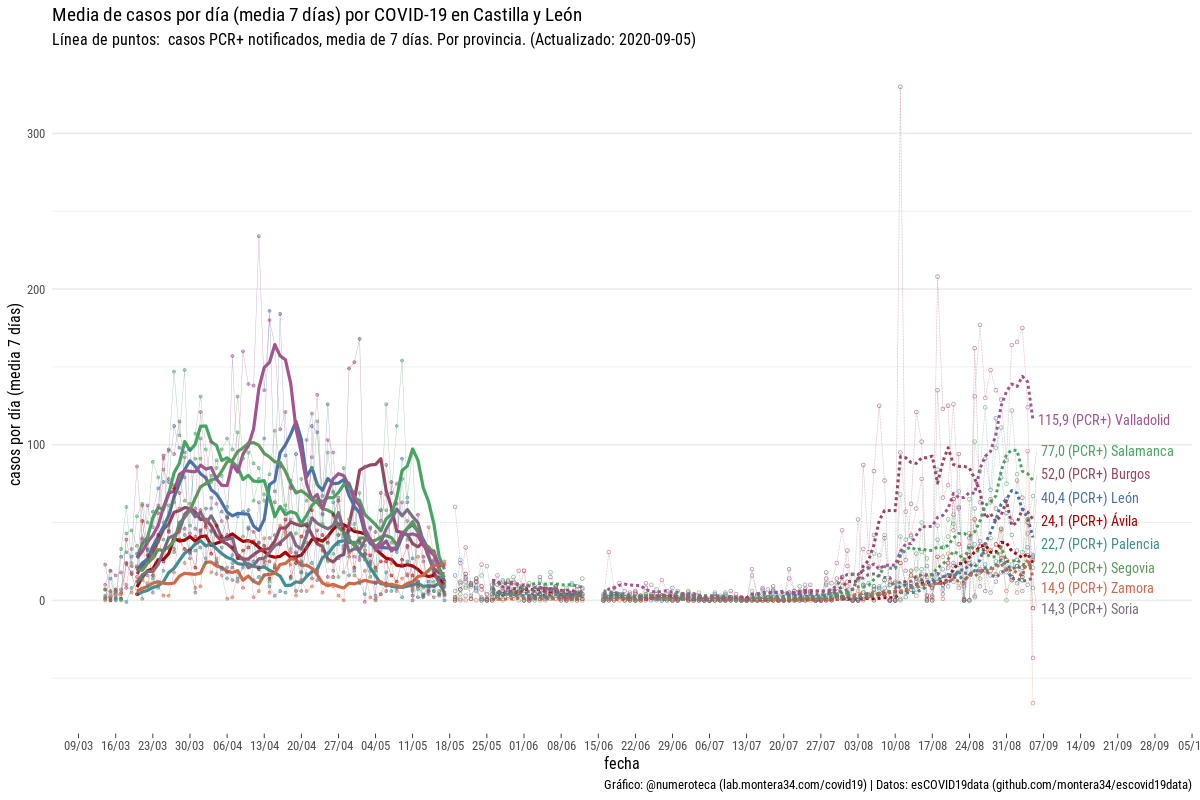 Media de casos por día (media 7 días) por COVID-19 en Castilla y León
Línea de puntos:  casos PCR+ notificados, media de 7 días. Por provincia. (Actualizado: 2020-09-05)
casos por día (media 7 días)
300
200
100
0
115,9 (PCR+) Valladolid
77,0 (PCR+) Salamanca
52,0 (PCR+) Burgos
40,4 (PCR+) León
24,1 (PCR+) Ávila
22,7 (PCR+) Palencia
22,0 (PCR+) Segovia
14,9 (PCR+) Zamora
14,3 (PCR+) Soria
09/03 16/03 23/03 30/03 06/04 13/04 20/04 27/04 04/05 11/05 18/05 25/05 01/06 08/06 15/06 22/06 29/06 06/07 13/07 20/07 27/07 03/08 10/08 17/08 24/08 31/08 07/09 14/09 21/09 28/09 05/1
fecha
Gráfico: @numeroteca (lab.montera34.com/covid19) | Datos: esCOVID19data (github.com/montera34/escovid19data)